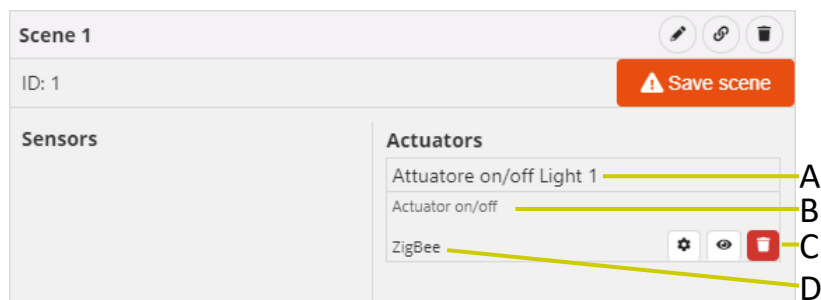 Scene 1
ID: 1
Save scene
Sensors
Actuators
Attuatore on/off Light 1
A
Actuator on/off
B
ZigBee
C
D